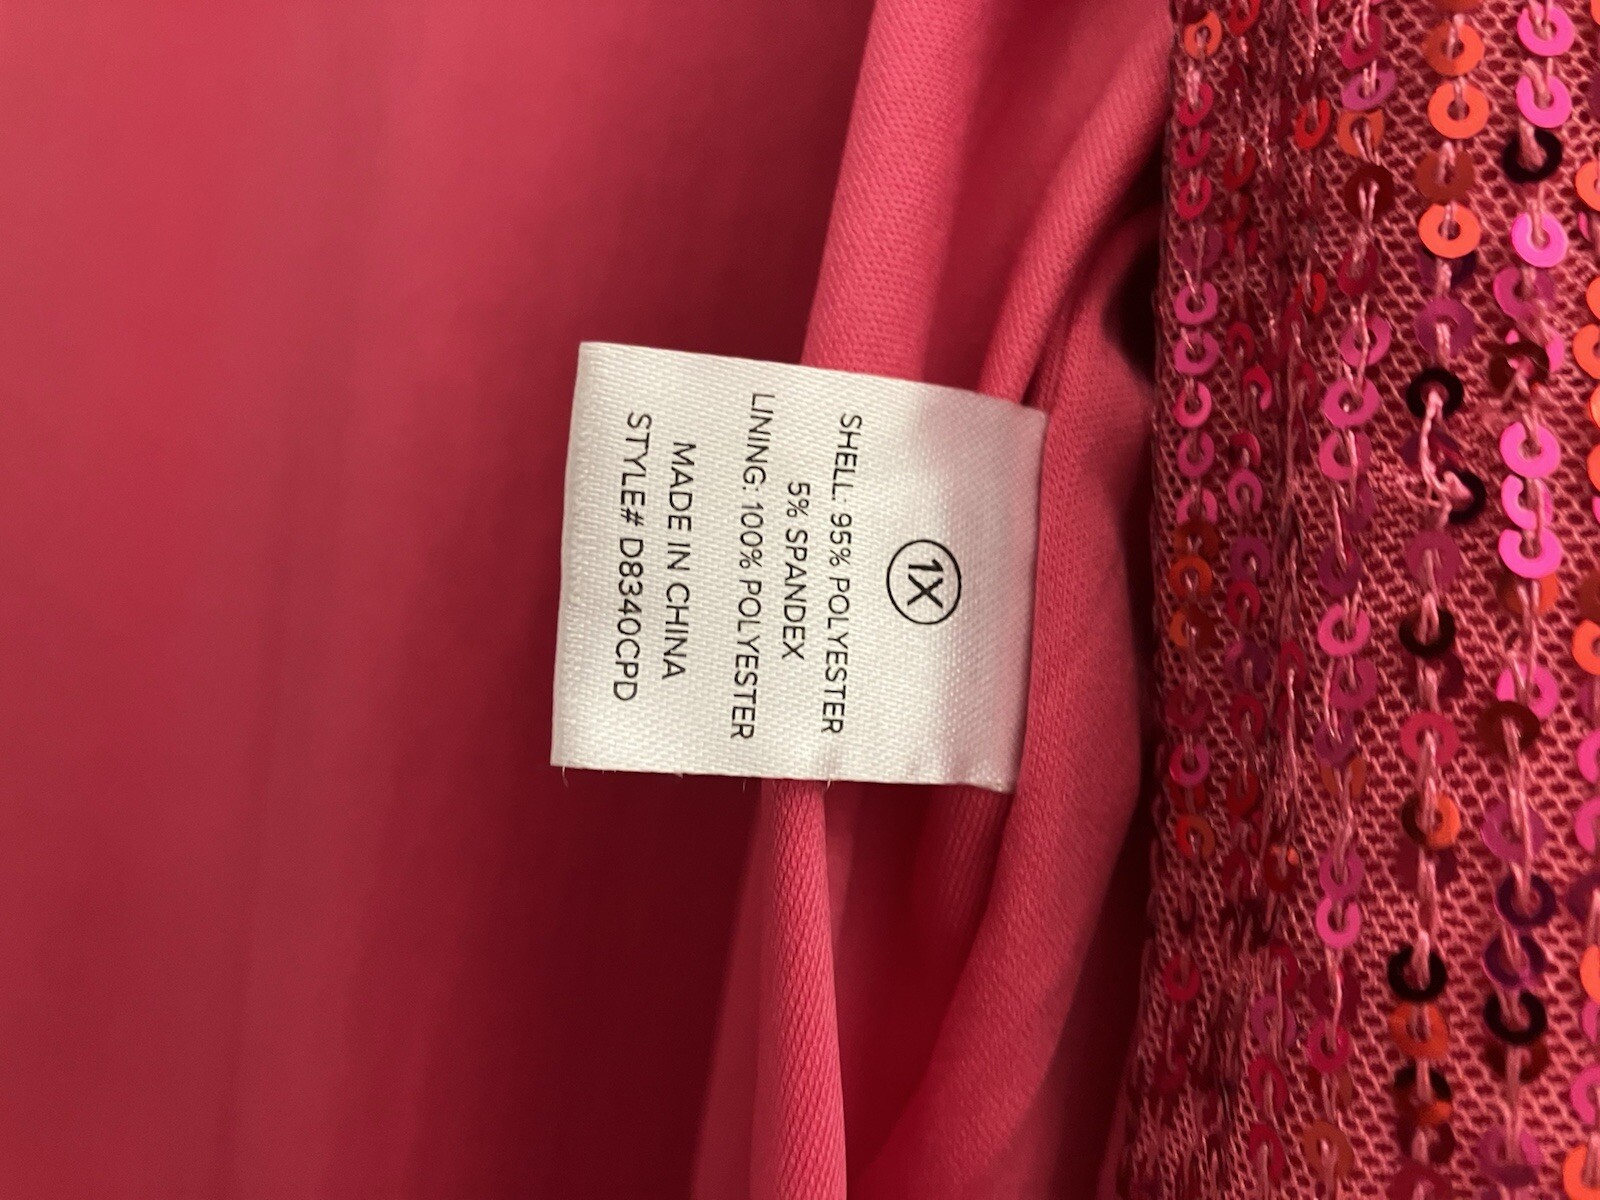 1X
SHELL: 95% POLYESTER
5% SPANDEX
LINING: 100% POLYESTER
MADE IN CHINA
STYLE# D8340CPD